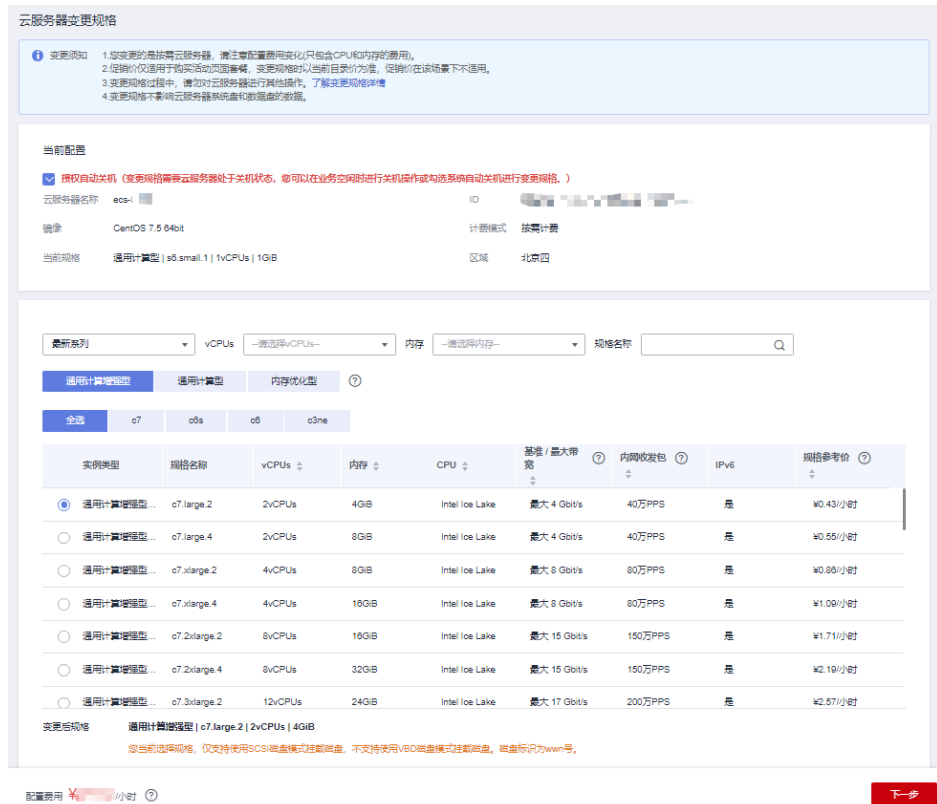 云服务器变更规格
变更须知 1.您变更的是按需云服务器，请注意配置费用变化(只包含CPU和内存的费用)。
2.促销价仅适用于购买活动页面套餐，变更规格时以当前目录价为准，促销价在该场景下不适用。
3.变更规格过程中，请勿对云服务器进行其他操作。了解变更规格详情
4.变更规格不影响云服务器系统盘和数据盘的数据。
当前配置
授权自动关机（变更规格需要云服务器处于关机状态，您可以在业务空闲时进行关机操作或勾选系统自动关机进行变更规格。）
云服务器名称 ecs- ID
镜像 CentOS 7.5 64bit 计费模式 按需计费
当前规格 通用计算型 | s6.small.1 | 1vCPUs | 1GiB 区域 北京四
最新系列 vCPUs --请选择vCPUs-- 内存 --请选择内存-- 规格名称
通用计算增强型 通用计算型 内存优化型
全选 c7 c6s c6 c3ne
实例类型 规格名称 vCPUs 内存 CPU 基准 / 最大带宽 内网收发包 IPv6 规格参考价
通用计算增强型... c7.large.2 2vCPUs 4GiB Intel Ice Lake 最大 4 Gbit/s 40万PPS 是 ¥0.43//小时
通用计算增强型... c7.large.4 2vCPUs 8GiB Intel Ice Lake 最大 4 Gbit/s 40万PPS 是 ¥0.55//小时
通用计算增强型... c7.xlarge.2 4vCPUs 8GiB Intel Ice Lake 最大 8 Gbit/s 80万PPS 是 ¥0.86//小时
通用计算增强型... c7.xlarge.4 4vCPUs 16GiB Intel Ice Lake 最大 8 Gbit/s 80万PPS 是 ¥1.09//小时
通用计算增强型... c7.2xlarge.2 8vCPUs 16GiB Intel Ice Lake 最大 15 Gbit/s 150万PPS 是 ¥1.71//小时
通用计算增强型... c7.2xlarge.4 8vCPUs 32GiB Intel Ice Lake 最大 15 Gbit/s 150万PPS 是 ¥2.19//小时
通用计算增强型... c7.3xlarge.2 12vCPUs 24GiB Intel Ice Lake 最大 17 Gbit/s 200万PPS 是 ¥2.57//小时
变更后规格 通用计算增强型 | c7.large.2 | 2vCPUs | 4GiB
您当前选择规格，仅支持使用SCSI磁盘模式挂载磁盘，不支持使用VBD磁盘模式挂载磁盘。磁盘标识为wwn号。
配置费用 ¥ /小时 下一步